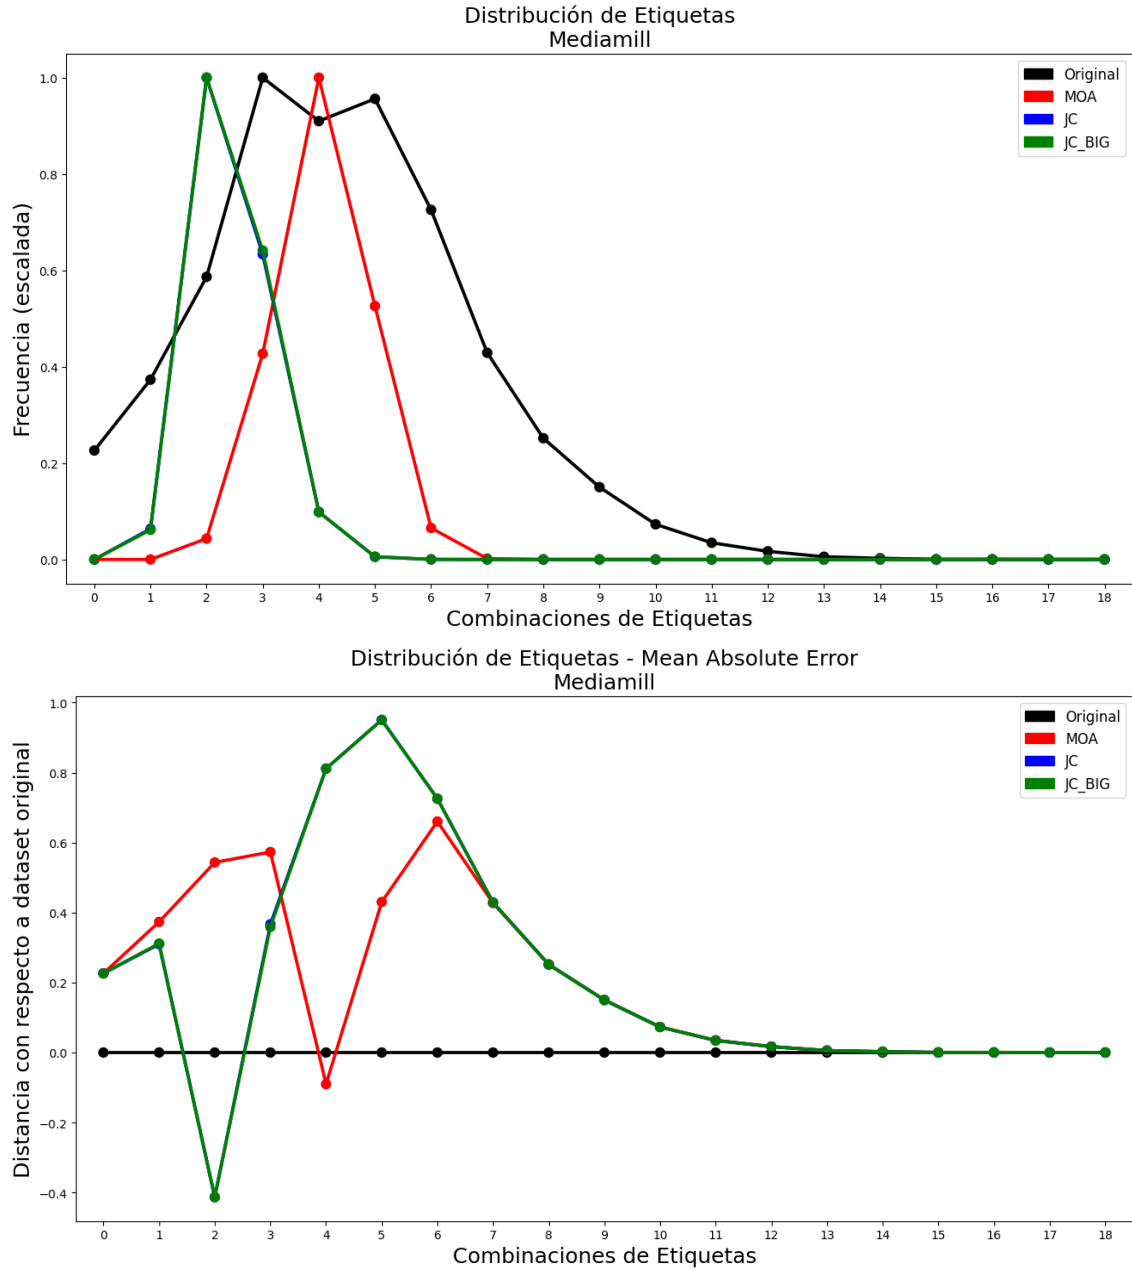 Distribución de Etiquetas
Mediamill
Frecuencia (escalada)
1.0
0.8
0.6
0.4
0.2
0.0
Original
MOA
JC
JC_BIG
0 1 2 3 4 5 6 7 8 9 10 11 12 13 14 15 16 17 18
Combinaciones de Etiquetas
Distribución de Etiquetas - Mean Absolute Error
Mediamill
Distancia con respecto a dataset original
1.0
0.8
0.6
0.4
0.2
0.0
−0.2
−0.4
Original
MOA
JC
JC_BIG
0 1 2 3 4 5 6 7 8 9 10 11 12 13 14 15 16 17 18
Combinaciones de Etiquetas